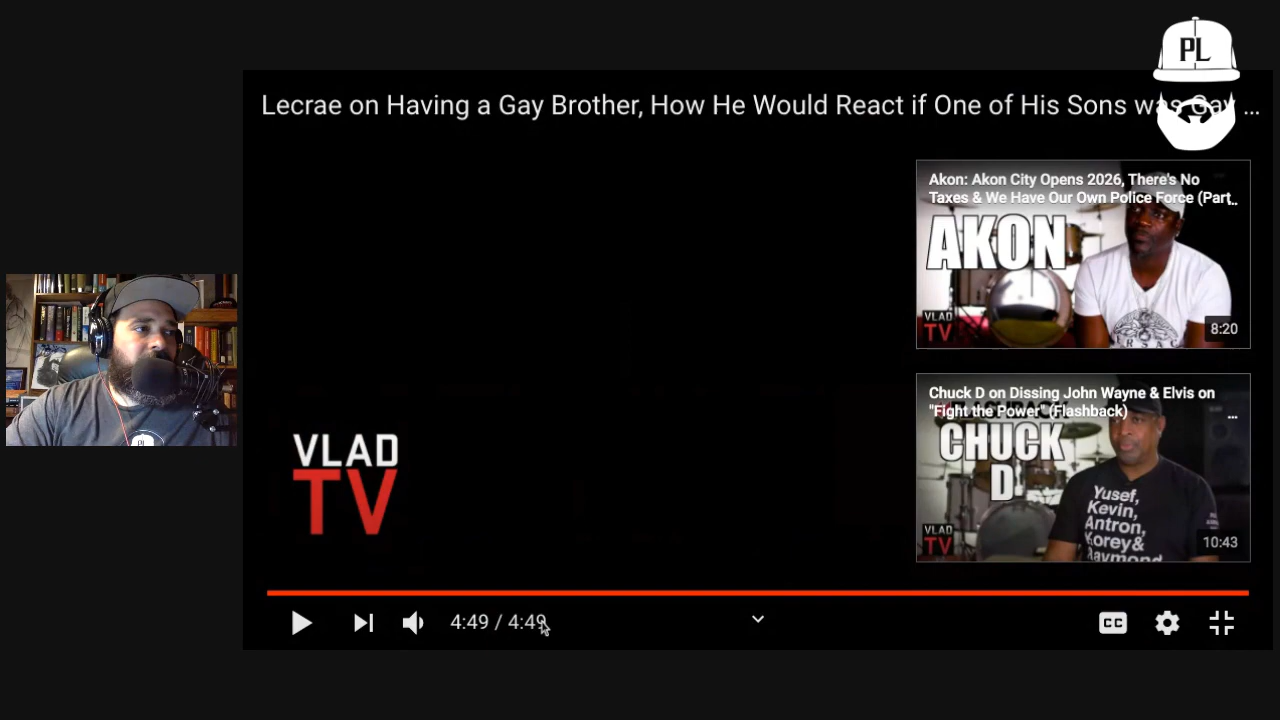 PL
Lecrae on Having a Gay Brother, How He Would React if One of His Sons was Gay ...
Akon: Akon City Opens 2026, There's No
Taxes & We Have Our Own Police Force (Part..
AKON
VLAD
TV
8:20
Chuck D on Dissing John Wayne & Elvis on
"Fight the Power" (Flashback)
...
CHUCK
D
Yusef,
Kevin,
Antron,
Korey&
Raymond
VLAD
TV
10:43
VLAD
TV
PL
4:49 / 4:49
CC